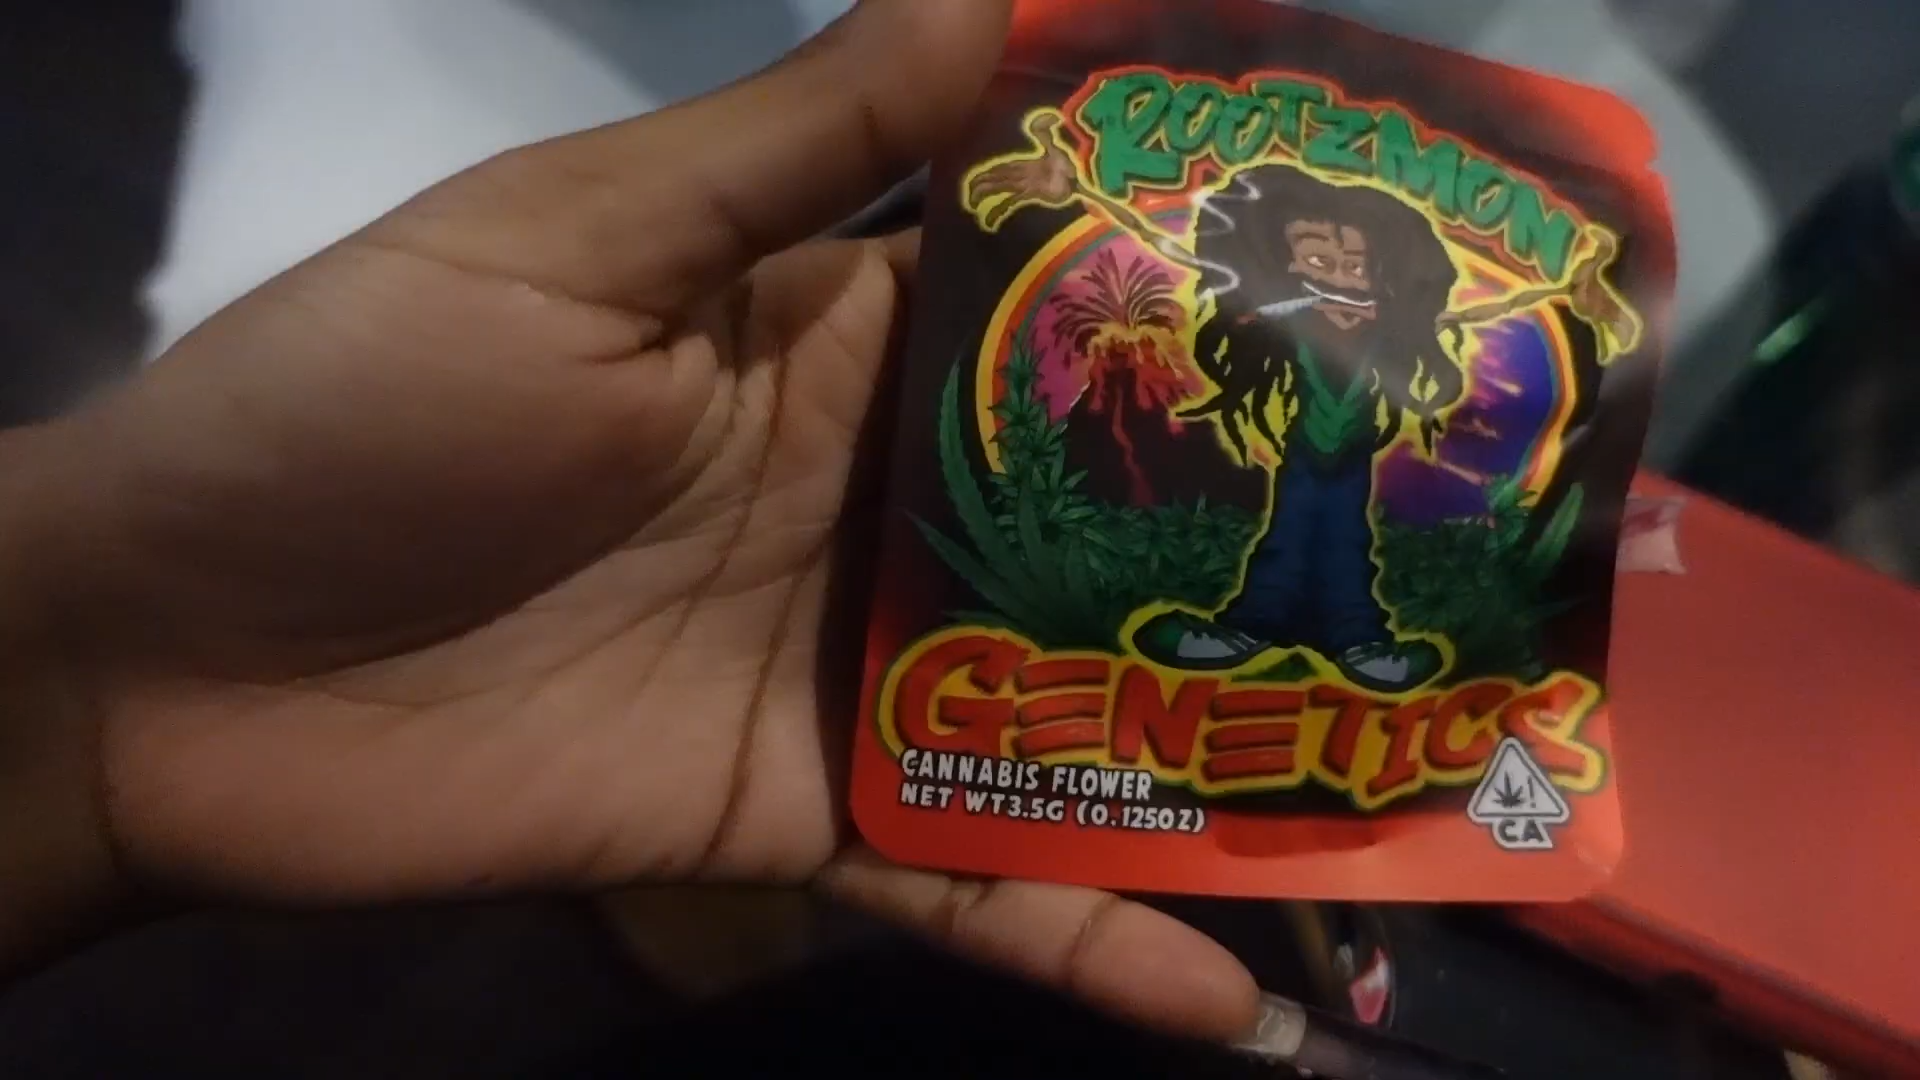 ROOTZMON
GENETICS
CANNABIS FLOWER
NET WT3.5G (0.125OZ)
CA